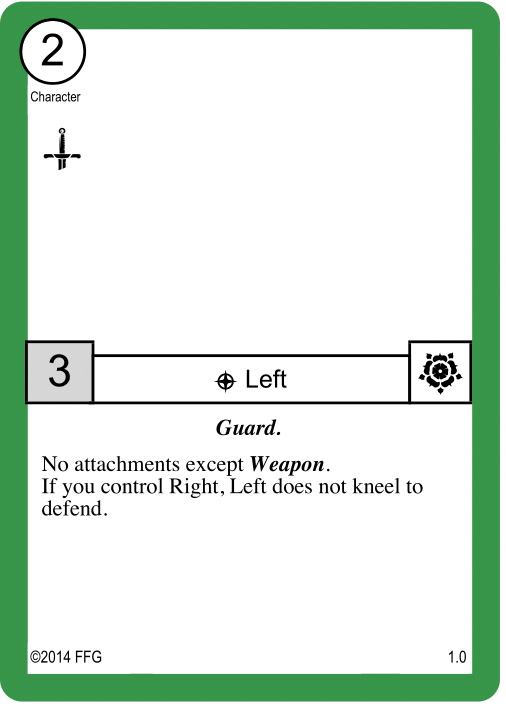 2
Character
3
Left
Guard.
No attachments except Weapon.
If you control Right, Left does not kneel to
defend.
©2014 FFG
1.0